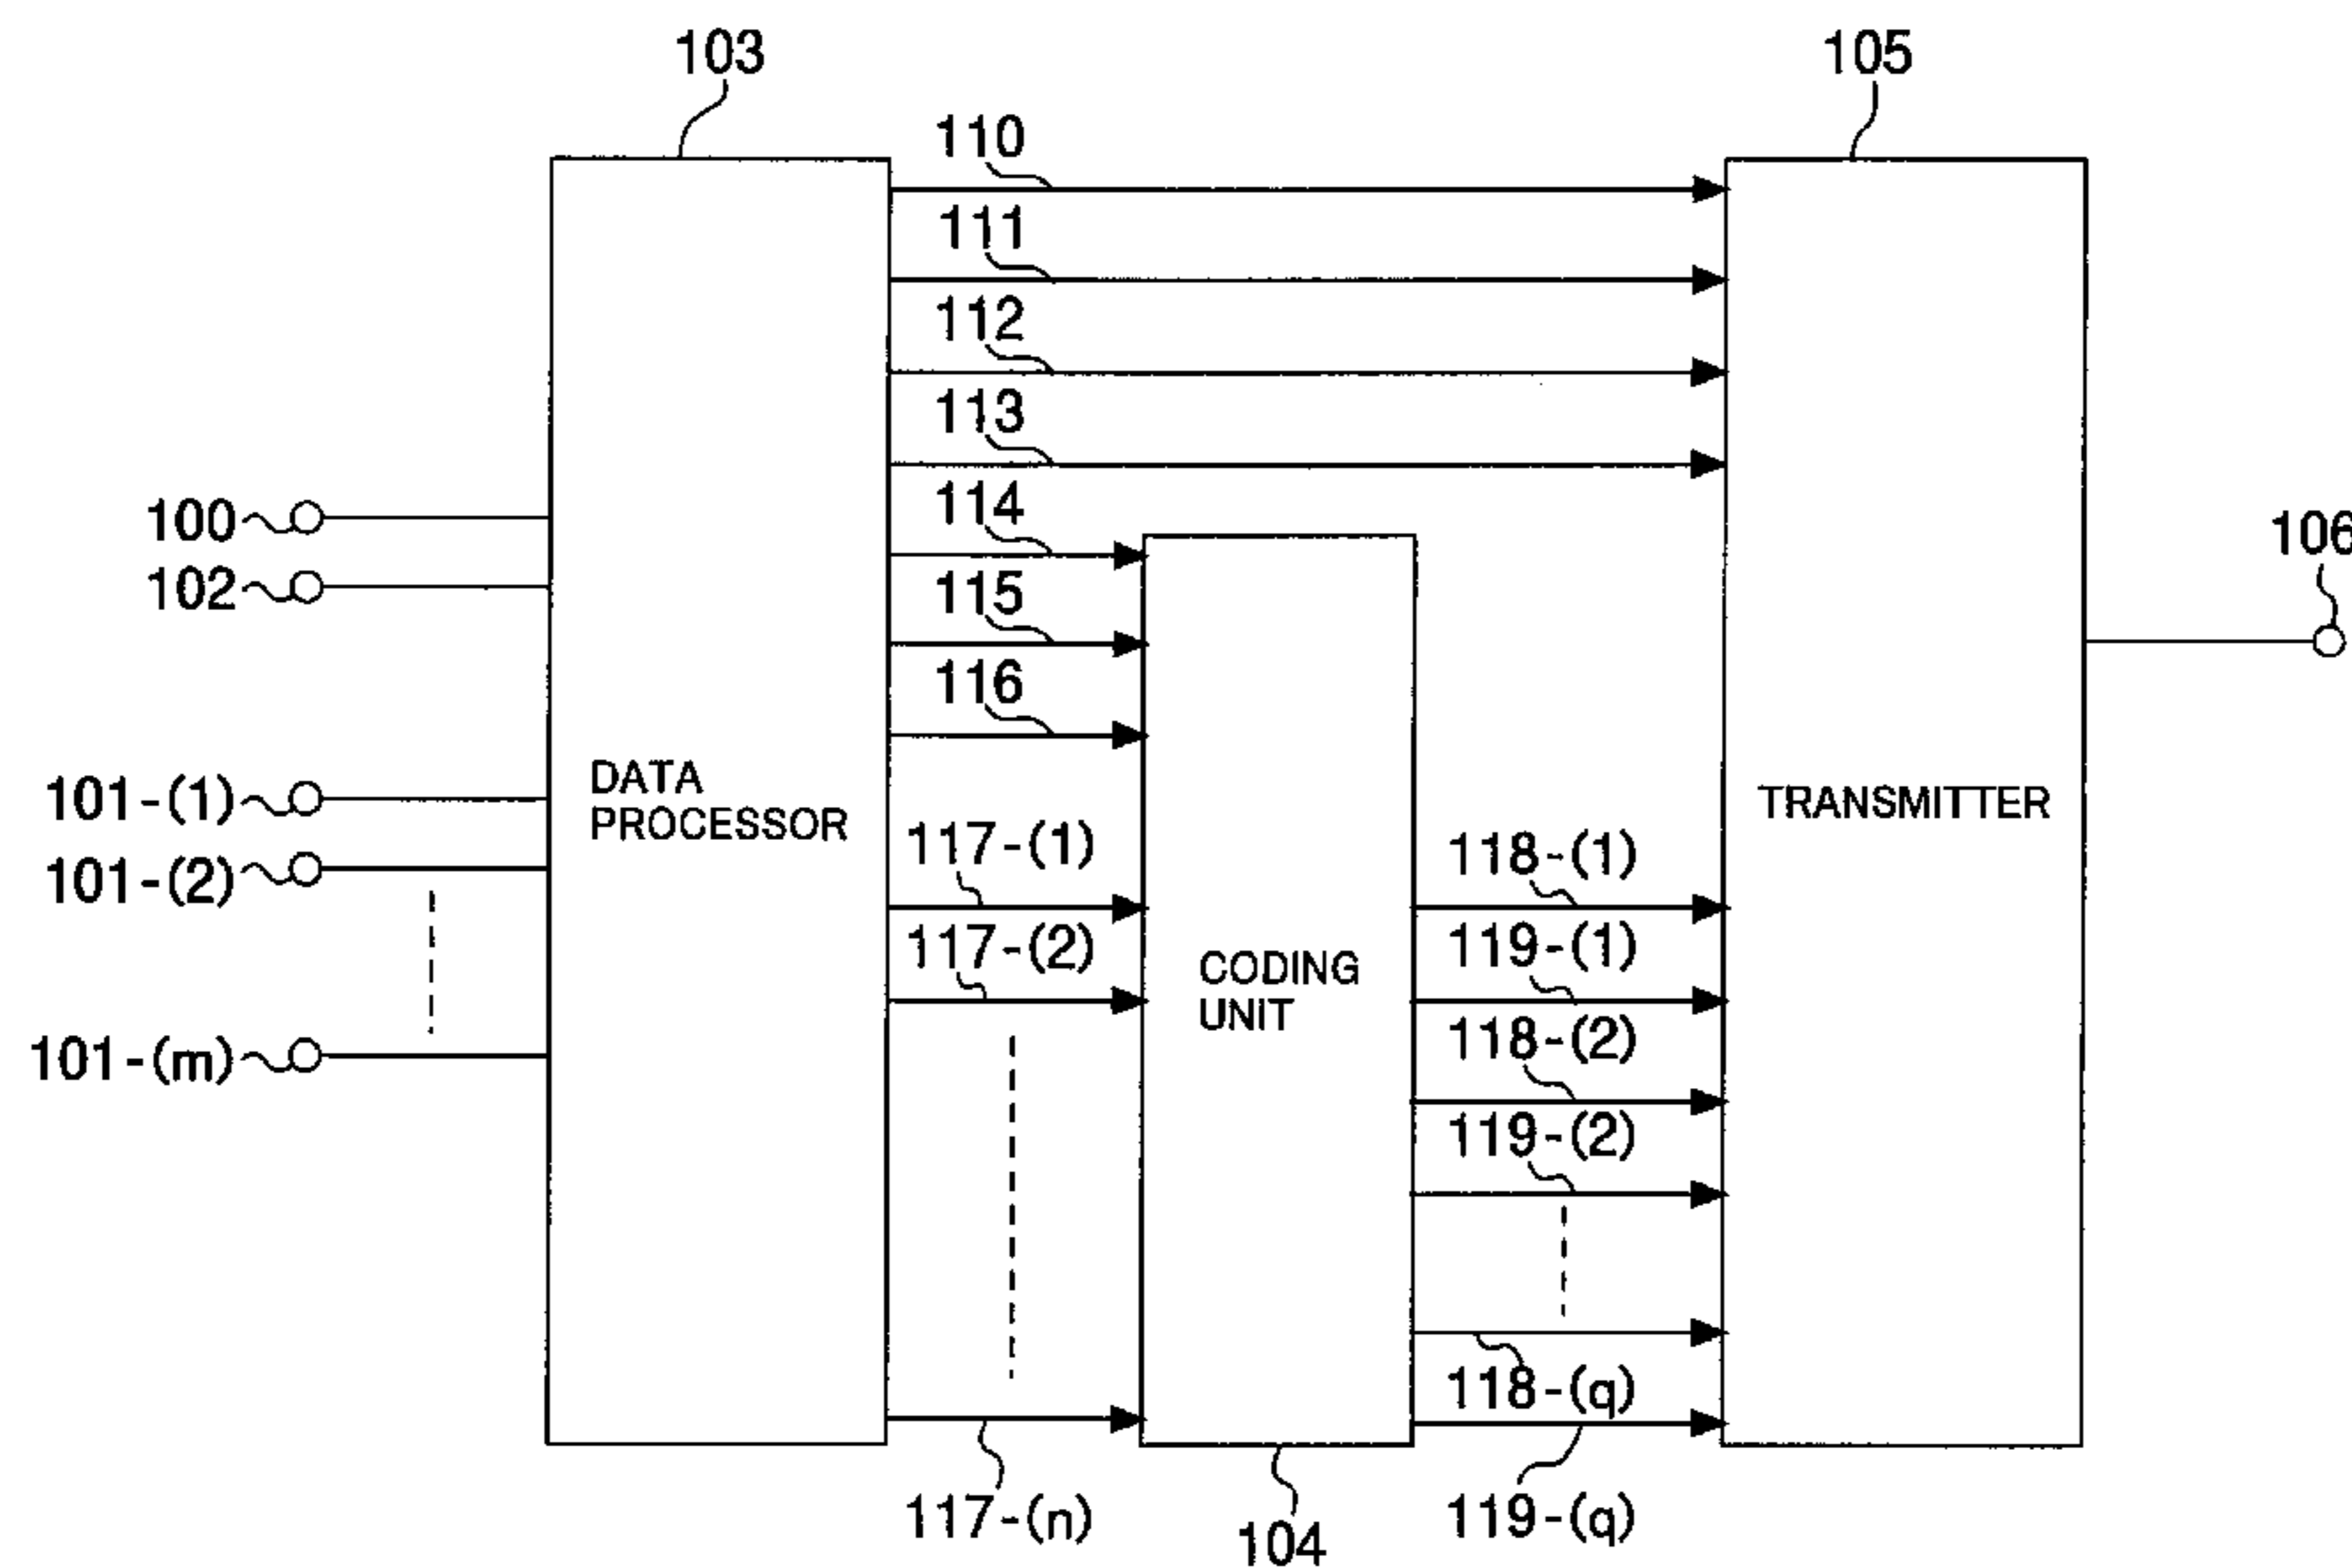 103
105
110
111
112
113
100
114
102
106
115
116
101-(1)
DATA
PROCESSOR
TRANSMITTER
101-(2)
117-(1)
118-(1)
117-(2)
119-(1)
CODING
UNIT
101-(m)
118-(2)
119-(2)
118-(q)
117-(n)
104
119-(q)